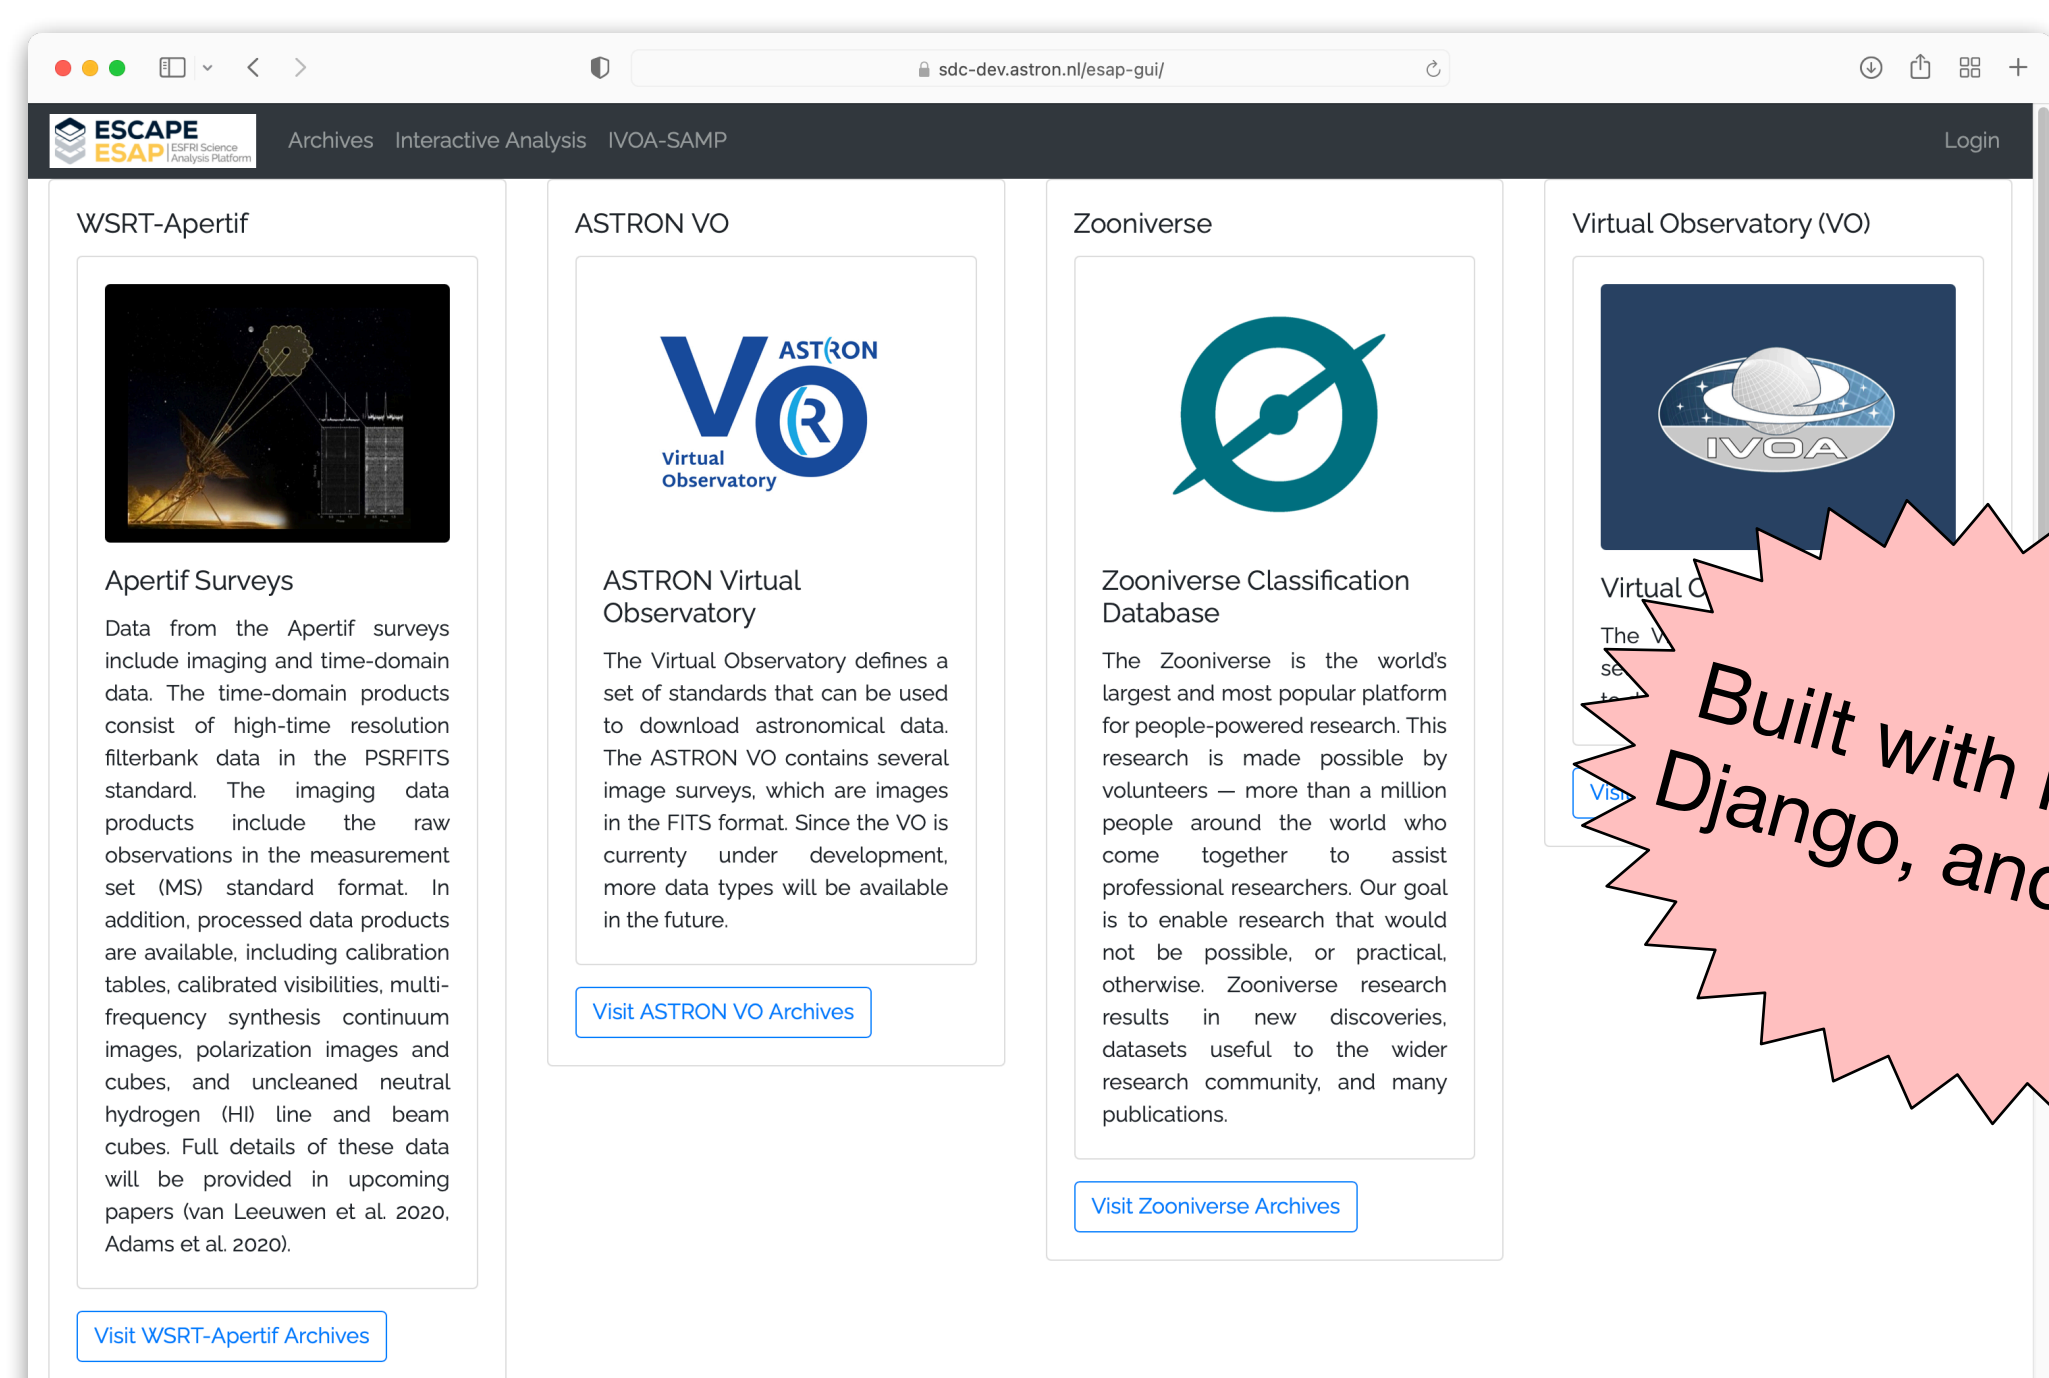 sdc-dev.astron.nl/esap-gui/
ESCAPE
ESAP
ESFRI Science
Analysis Platform
Archives
Interactive Analysis
IVOA-SAMP
Login
WSRT-Apertif
Apertif Surveys
Data from the Apertif surveys
include imaging and time-domain
data. The time-domain products
consist of high-time resolution
filterbank data in the PSRFITS
standard. The imaging data
products include the raw
observations in the measurement
set (MS) standard format. In
addition, processed data products
are available, including calibration
tables, calibrated visibilities, multi-
frequency synthesis continuum
images, polarization images and
cubes, and uncleaned neutral
hydrogen (HI) line and beam
cubes. Full details of these data
will be provided in upcoming
papers (van Leeuwen et al. 2020,
Adams et al. 2020).
Visit WSRT-Apertif Archives
ASTRON VO
VO
ASTRON
Virtual
Observatory
ASTRON Virtual
Observatory
The Virtual Observatory defines a
set of standards that can be used
to download astronomical data.
The ASTRON VO contains several
image surveys, which are images
in the FITS format. Since the VO is
currenty under development,
more data types will be available
in the future.
Visit ASTRON VO Archives
Zooniverse
Zooniverse Classification
Database
The Zooniverse is the world's
largest and most popular platform
for people-powered research. This
research is made possible by
volunteers — more than a million
people around the world who
come together to assist
professional researchers. Our goal
is to enable research that would
not be possible, or practical,
otherwise. Zooniverse research
results in new discoveries,
datasets useful to the wider
research community, and many
publications.
Visit Zooniverse Archives
Virtual Observatory (VO)
IVOA
Virtual
The
Built with
Django, and